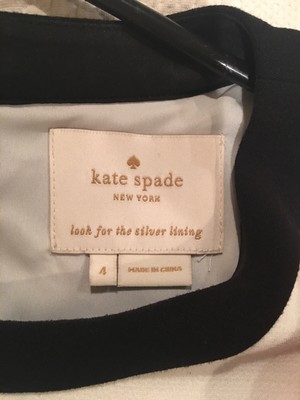 kate spade
NEW YORK
look for the silver lining
4
MADE IN CHINA